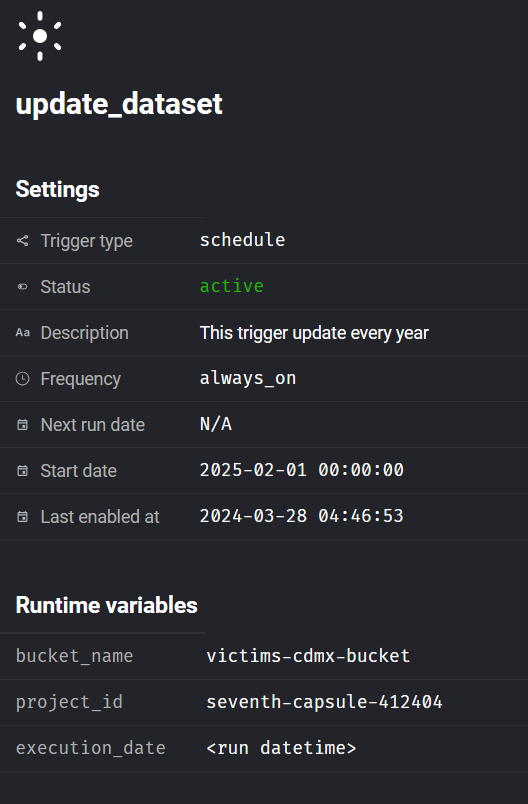 update_dataset
Settings
Trigger type schedule
Status active
Aa Description This trigger update every year
Frequency always_on
Next run date N/A
Start date 2025-02-01 00:00:00
Last enabled at 2024-03-28 04:46:53
Runtime variables
bucket_name victims-cdmx-bucket
project_id seventh-capsule-412404
execution_date <run datetime>